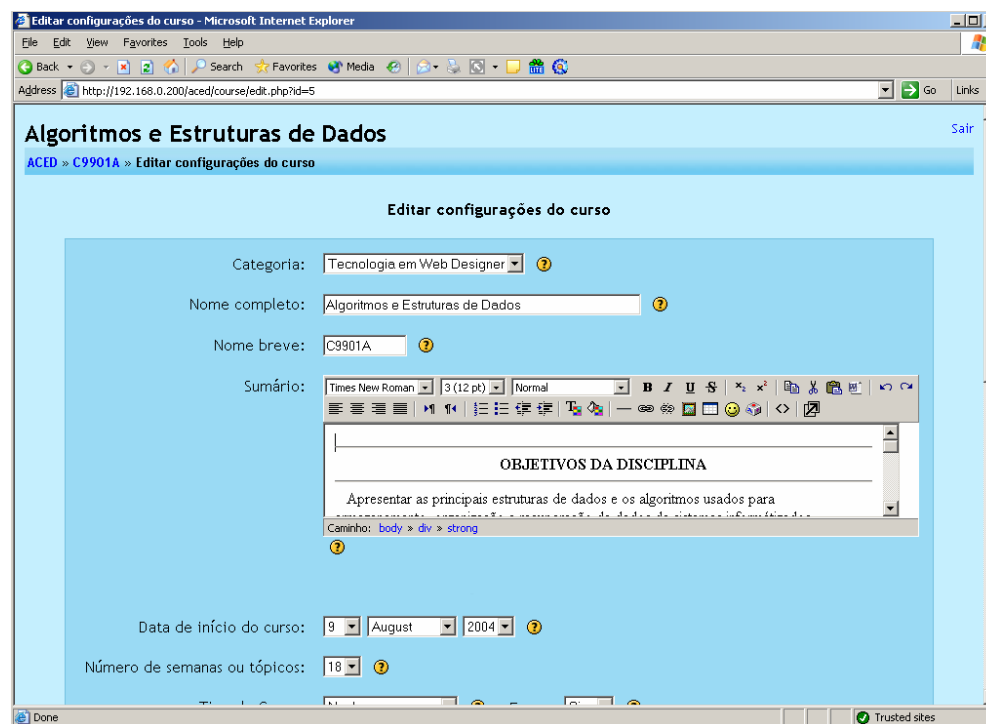 Editar configurações do curso - Microsoft Internet Explorer
File Edit View Favorites Tools Help
Back Search Favorites Media
Address http://192.168.0.200/aced/course/edit.php?id=5 Go Links
Algoritmos e Estruturas de Dados Sair
ACED » C9901A » Editar configurações do curso
Editar configurações do curso
Categoria: Tecnologia em Web Designer
Nome completo: Algoritmos e Estruturas de Dados
Nome breve: C9901A
Sumário: Times New Roman 3 (12 pt) Normal B I U S
OBJETIVOS DA DISCIPLINA
Apresentar as principais estruturas de dados e os algoritmos usados para
Caminho: body » div » strong
Data de início do curso: 9 August 2004
Número de semanas ou tópicos: 18
Done Trusted sites